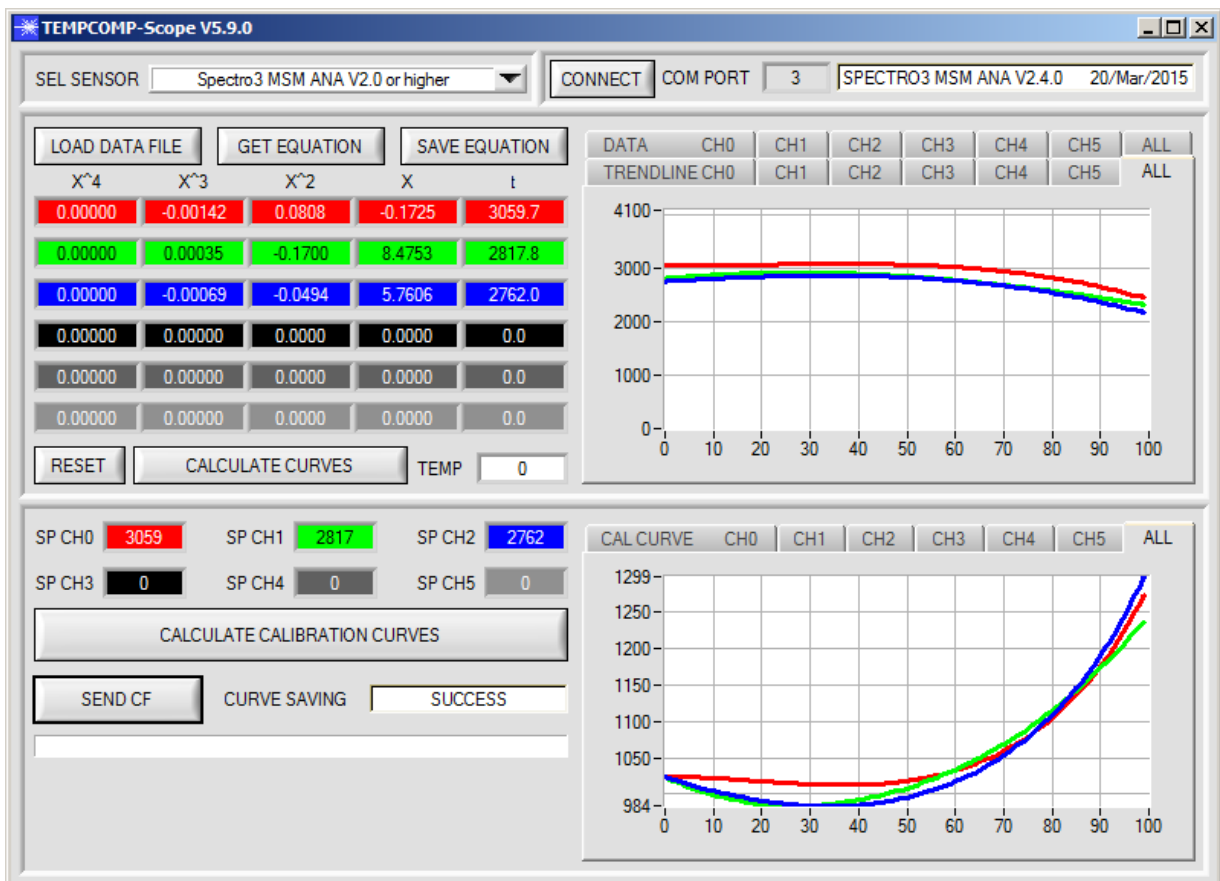 TEMPCOMP-Scope V5.9.0
SEL SENSOR Spectro3 MSM ANA V2.0 or higher
CONNECT COM PORT 3 SPECTRO3 MSM ANA V2.4.0 20/Mar/2015
LOAD DATA FILE GET EQUATION SAVE EQUATION
X^4 X^3 X^2 X t
0.00000 -0.00142 0.0808 -0.1725 3059.7
0.00000 0.00035 -0.1700 8.4753 2817.8
0.00000 -0.00069 -0.0494 5.7606 2762.0
0.00000 0.00000 0.0000 0.0000 0.0
0.00000 0.00000 0.0000 0.0000 0.0
0.00000 0.00000 0.0000 0.0000 0.0
RESET CALCULATE CURVES TEMP 0
DATA CH0 CH1 CH2 CH3 CH4 CH5 ALL
TRENDLINE CH0 CH1 CH2 CH3 CH4 CH5 ALL
4100
3000
2000
1000
0
0 10 20 30 40 50 60 70 80 90 100
SP CH0 3059 SP CH1 2817 SP CH2 2762
SP CH3 0 SP CH4 0 SP CH5 0
CALCULATE CALIBRATION CURVES
SEND CF CURVE SAVING SUCCESS
CAL CURVE CH0 CH1 CH2 CH3 CH4 CH5 ALL
1299
1250
1200
1150
1100
1050
984
0 10 20 30 40 50 60 70 80 90 100